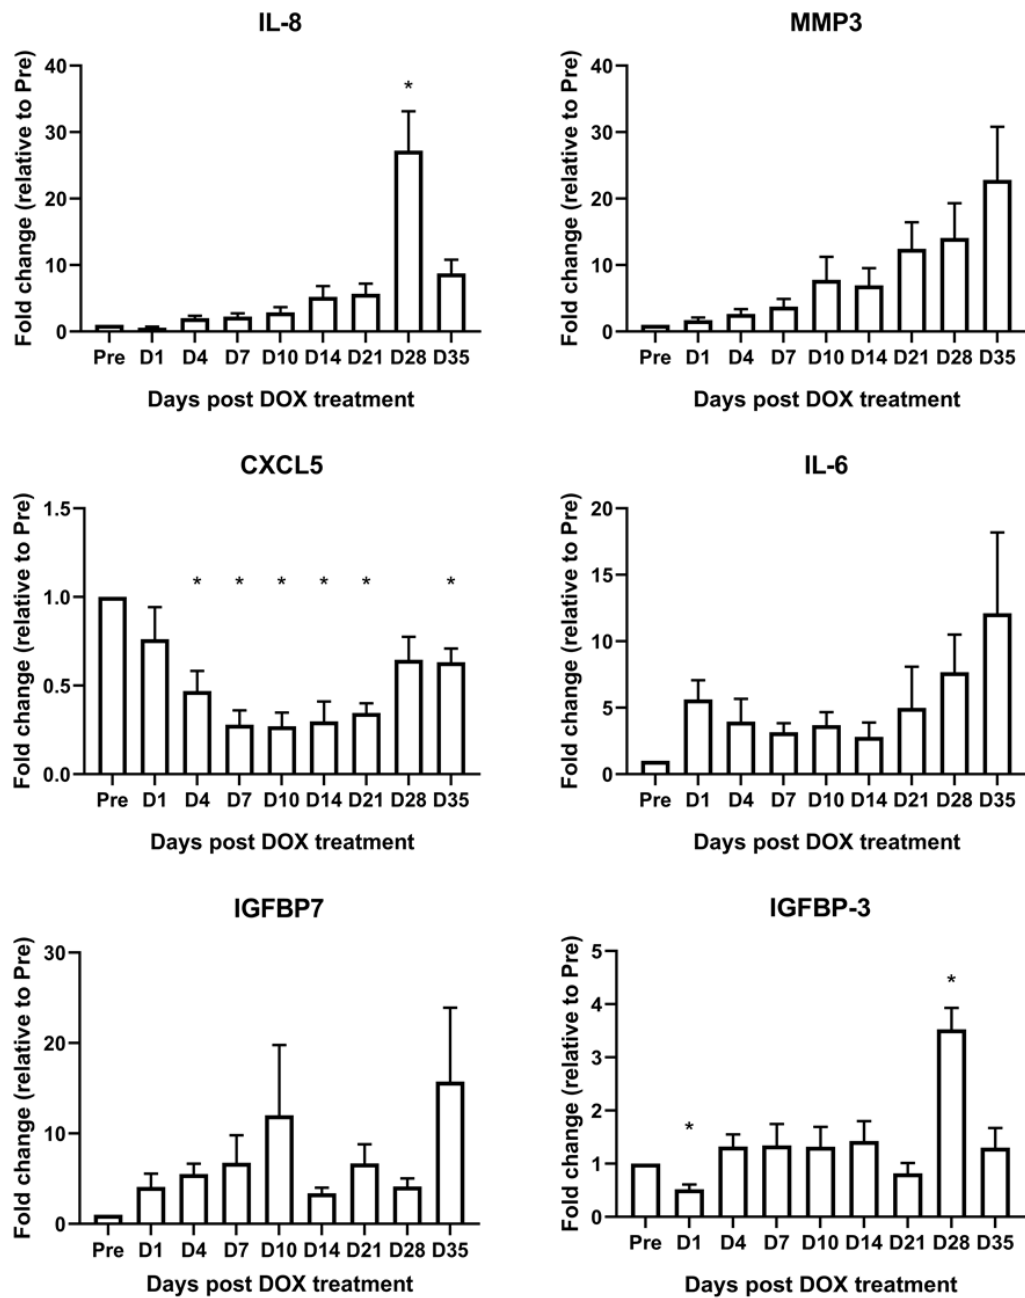 IL-8
Fold change (relative to Pre)
40
30
20
10
0
*
Pre D1 D4 D7 D10 D14 D21 D28 D35
Days post DOX treatment
MMP3
Fold change (relative to Pre)
40
30
20
10
0
Pre D1 D4 D7 D10 D14 D21 D28 D35
Days post DOX treatment
CXCL5
Fold change (relative to Pre)
1.5
1.0
0.5
0.0
* * * * * *
Pre D1 D4 D7 D10 D14 D21 D28 D35
Days post DOX treatment
IL-6
Fold change (relative to Pre)
20
15
10
5
0
Pre D1 D4 D7 D10 D14 D21 D28 D35
Days post DOX treatment
IGFBP7
Fold change (relative to Pre)
30
20
10
0
Pre D1 D4 D7 D10 D14 D21 D28 D35
Days post DOX treatment
IGFBP-3
Fold change (relative to Pre)
5
4
3
2
1
0
* *
Pre D1 D4 D7 D10 D14 D21 D28 D35
Days post DOX treatment